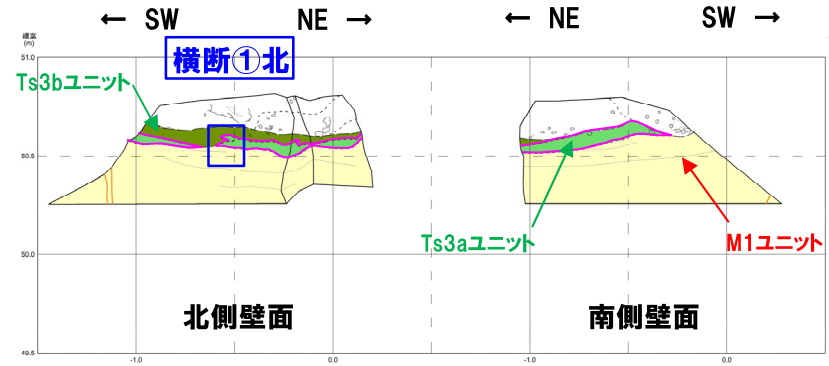 ← SW NE →
← NE SW →
標高
(m)
横断①北
51.0
Ts3bユニット
50.5
Ts3aユニット
M1ユニット
50.0
北側壁面
南側壁面
49.5
-1.0 0.0 -1.0 0.0